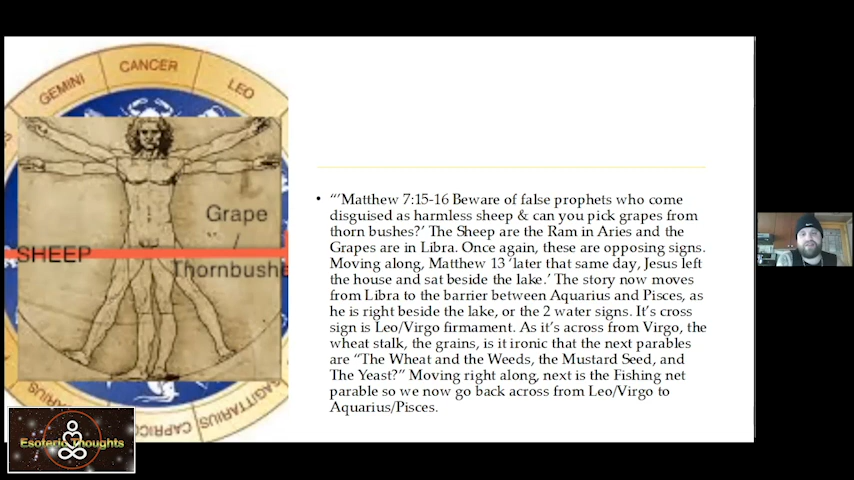 CANCER
GEMINI
LEO
Grape
/
SHEEP
Thornbushe
SAGITTARIUS
CAPRIC
ARIUS
Esoteric Thoughts
• “‘Matthew 7:15-16 Beware of false prophets who come
disguised as harmless sheep & can you pick grapes from
thorn bushes?’ The Sheep are the Ram in Aries and the
Grapes are in Libra. Once again, these are opposing signs.
Moving along, Matthew 13 ‘later that same day, Jesus left
the house and sat beside the lake.’ The story now moves
from Libra to the barrier between Aquarius and Pisces, as
he is right beside the lake, or the 2 water signs. It’s cross
sign is Leo/Virgo firmament. As it’s across from Virgo, the
wheat stalk, the grains, is it ironic that the next parables
are “The Wheat and the Weeds, the Mustard Seed, and
The Yeast?” Moving right along, next is the Fishing net
parable so we now go back across from Leo/Virgo to
Aquarius/Pisces.